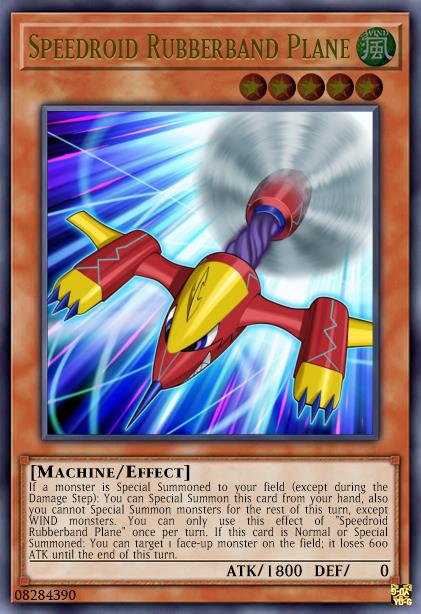 SPEEDROID RUBBERBAND PLANE
WIND
風
[MACHINE/EFFECT]
If a monster is Special Summoned to your field (except during the
Damage Step): You can Special Summon this card from your hand, also
you cannot Special Summon monsters for the rest of this turn, except
WIND monsters. You can only use this effect of "Speedroid
Rubberband Plane" once per turn. If this card is Normal or Special
Summoned: You can target 1 face-up monster on the field; it loses 600
ATK until the end of this turn.
ATK/1800 DEF/ 0
08284390